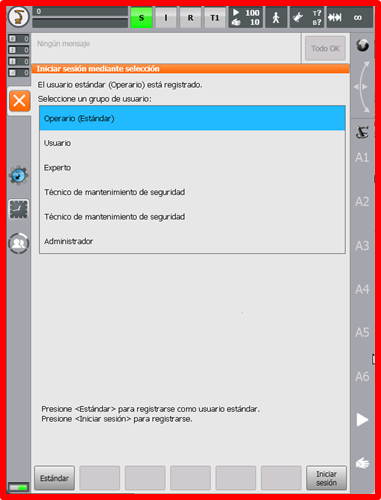 0
S
I
R
T1
100
100
T?
B?
∞
0
0
0
0
Ningún mensaje
Todo OK
Iniciar sesión mediante selección
El usuario estándar (Operario) está registrado.
Seleccione un grupo de usuario:
Operario (Estándar)
Usuario
Experto
Técnico de mantenimiento de seguridad
Técnico de mantenimiento de seguridad
Administrador
A1
A2
A3
A4
A5
A6
Presione <Estándar> para registrarse como usuario estándar.
Presione <Iniciar sesión> para registrarse.
Estándar
Iniciar
sesión